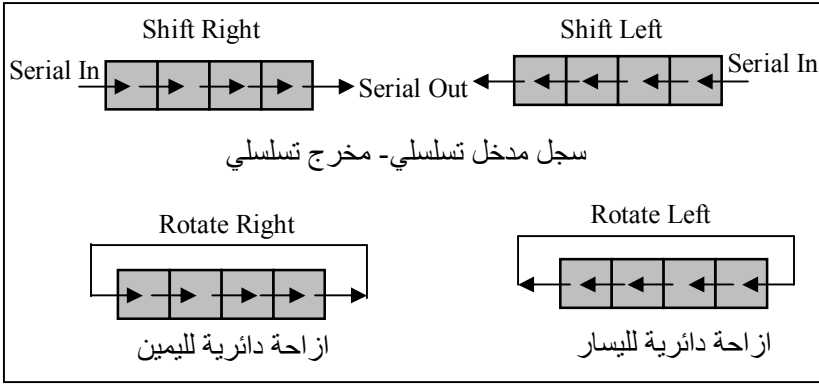 Shift Right
Shift Left
Serial In
Serial Out
Serial In
سجل مدخل تسلسلي- مخرج تسلسلي
Rotate Right
Rotate Left
ازاحة دائرية لليمين
ازاحة دائرية لليسار